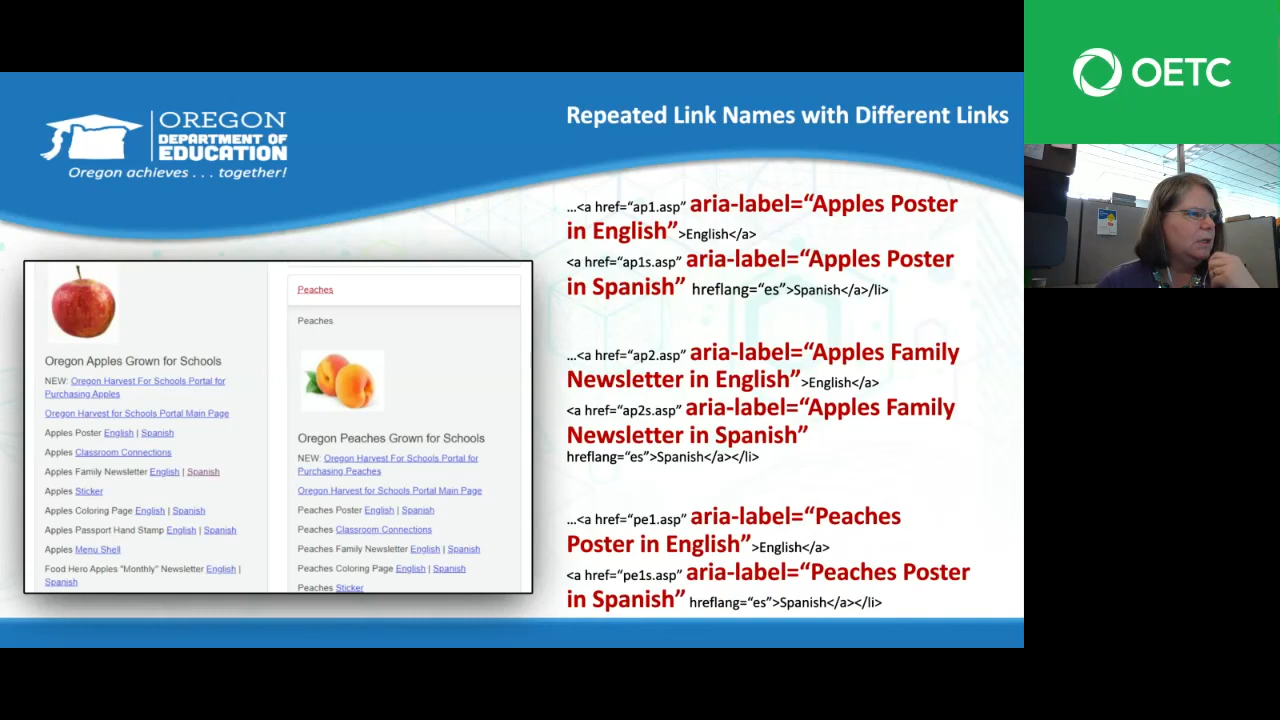 OREGON
DEPARTMENT OF
EDUCATION
Oregon achieves . . . together!
Repeated Link Names with Different Links
OETC
Oregon Apples Grown for Schools
NEW: Oregon Harvest For Schools Portal for
Purchasing Apples
Oregon Harvest for Schools Portal Main Page
Apples Poster English | Spanish
Apples Classroom Connections
Apples Family Newsletter English | Spanish
Apples Sticker
Apples Coloring Page English | Spanish
Apples Passport Hand Stamp English | Spanish
Apples Menu Shell
Food Hero Apples "Monthly" Newsletter English |
Spanish
Peaches
Peaches
Oregon Peaches Grown for Schools
NEW: Oregon Harvest For Schools Portal for
Purchasing Peaches
Oregon Harvest for Schools Portal Main Page
Peaches Poster English | Spanish
Peaches Classroom Connections
Peaches Family Newsletter English | Spanish
Peaches Coloring Page English | Spanish
Peaches Sticker
...<a href=“ap1.asp” aria-label=“Apples Poster
in English”>English</a>
<a href=“ap1s.asp” aria-label=“Apples Poster
in Spanish” hreflang=“es”>Spanish</a>/li>
...<a href=“ap2.asp” aria-label=“Apples Family
Newsletter in English”>English</a>
<a href=“ap2s.asp” aria-label=“Apples Family
Newsletter in Spanish”
hreflang=“es”>Spanish</a></li>
...<a href=“pe1.asp” aria-label=“Peaches
Poster in English”>English</a>
<a href=“pe1s.asp” aria-label=“Peaches Poster
in Spanish” hreflang=“es”>Spanish</a></li>